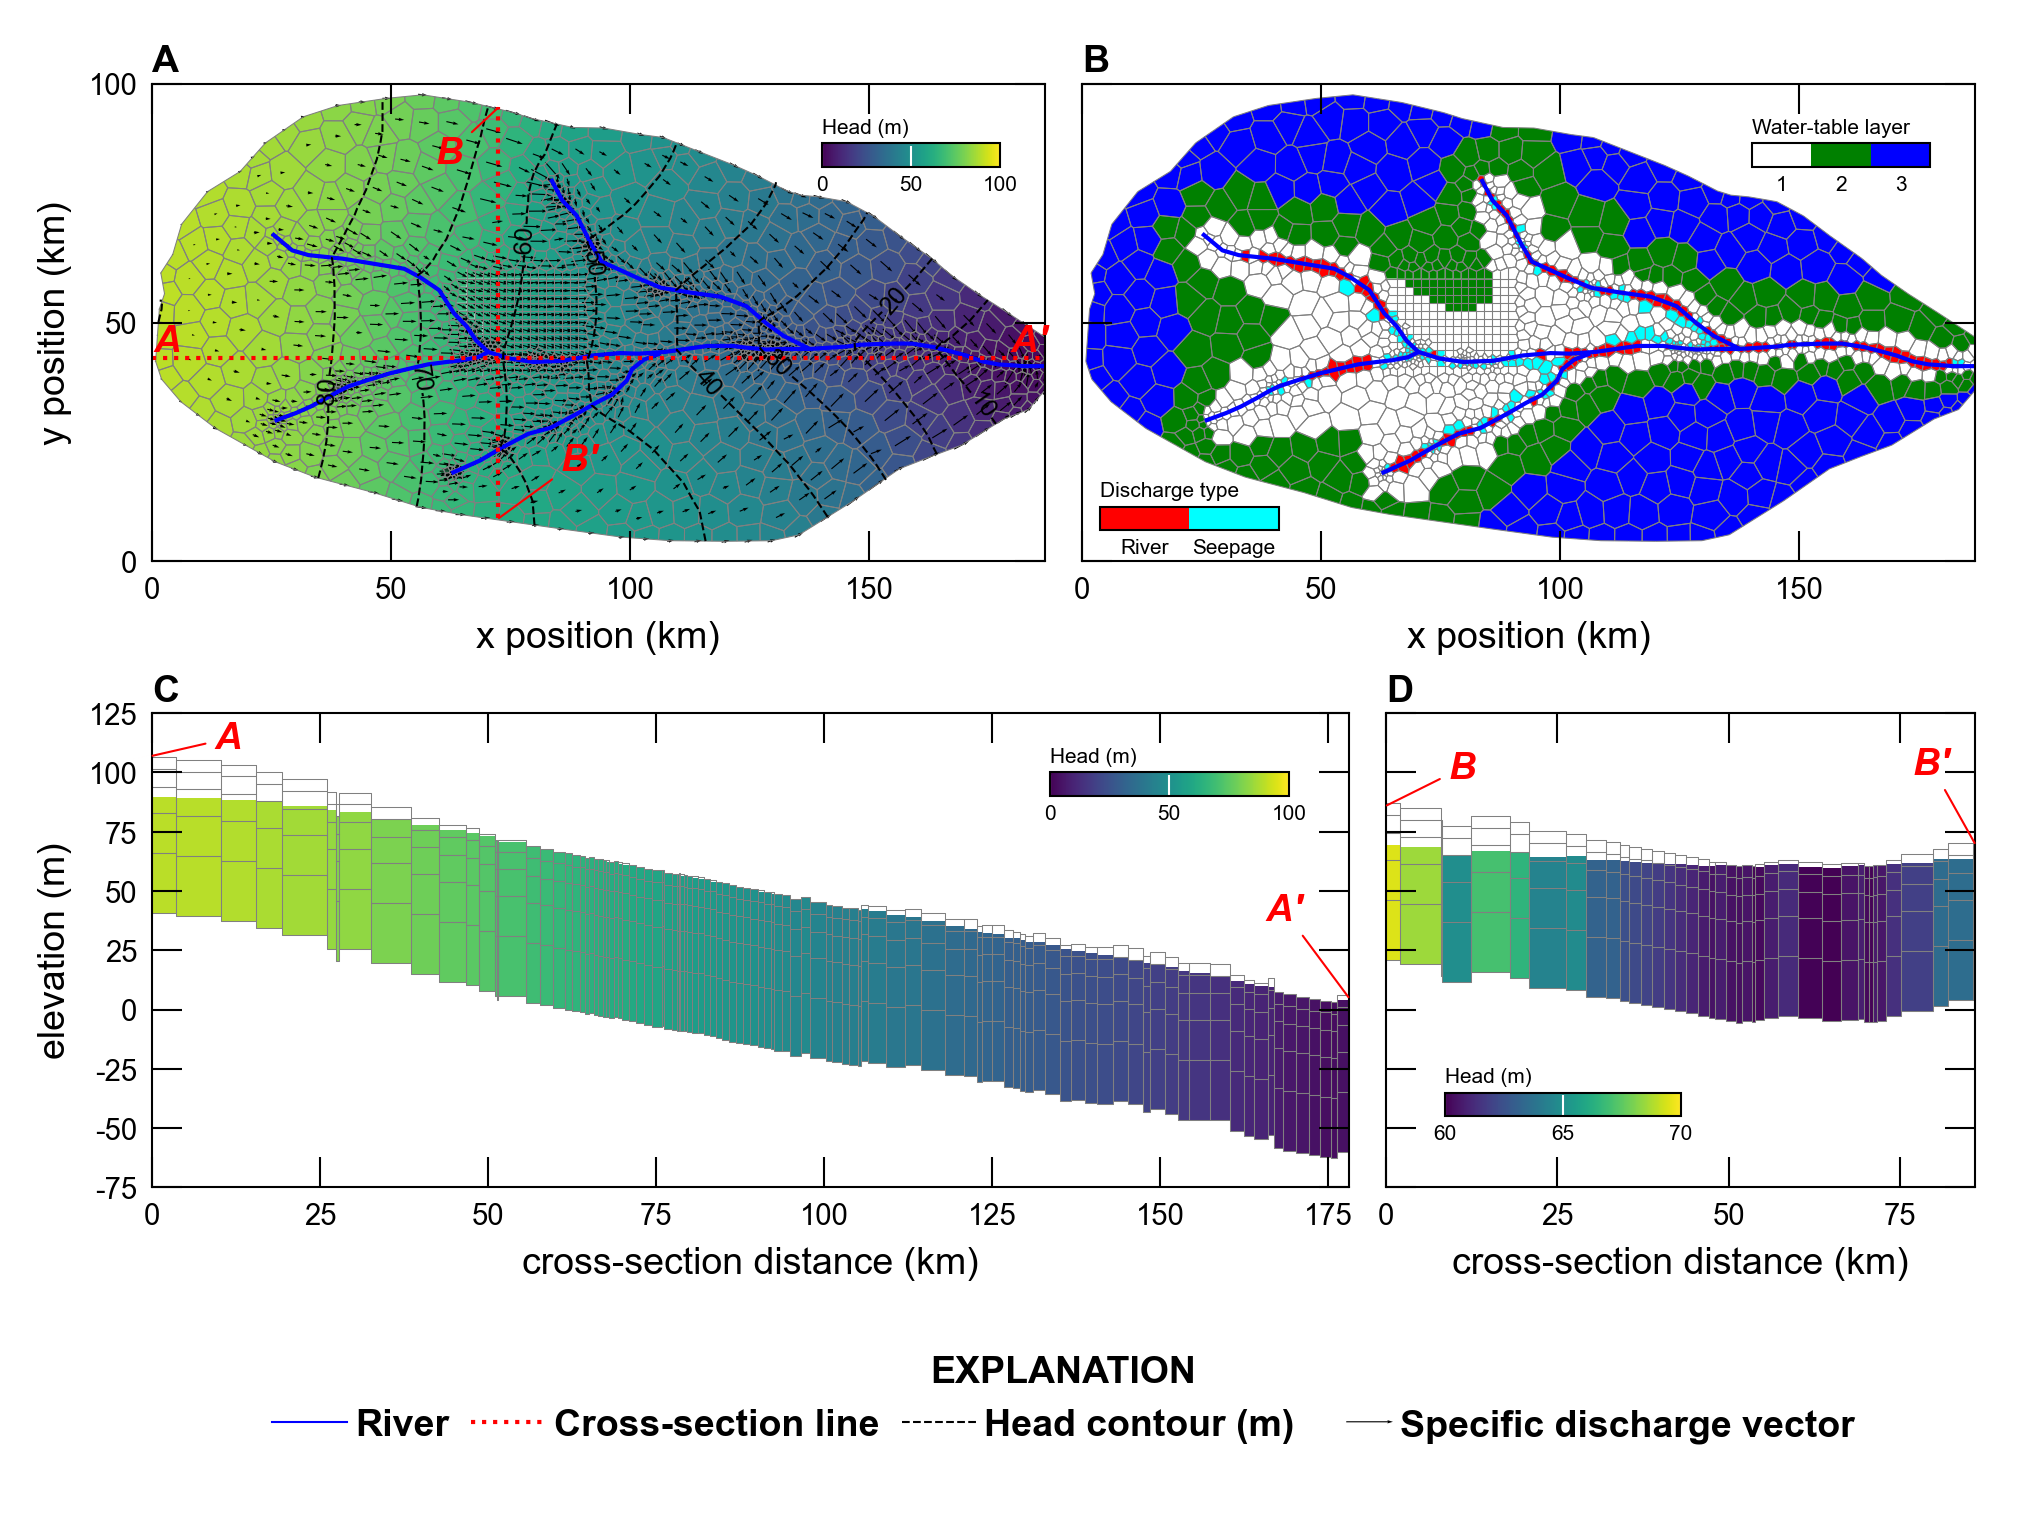 A
B
100
50
0
y position (km)
Head (m)
0 50 100
B
A
A'
B'
80
70
60
50
40
30
20
10
0 50 100 150
x position (km)
Water-table layer
1 2 3
Discharge type
River Seepage
0 50 100 150
x position (km)
C
D
125
100
75
50
25
0
-25
-50
-75
elevation (m)
A
Head (m)
0 50 100
A'
0 25 50 75 100 125 150 175
cross-section distance (km)
B
B'
Head (m)
60 65 70
0 25 50 75
cross-section distance (km)
EXPLANATION
River Cross-section line Head contour (m) Specific discharge vector